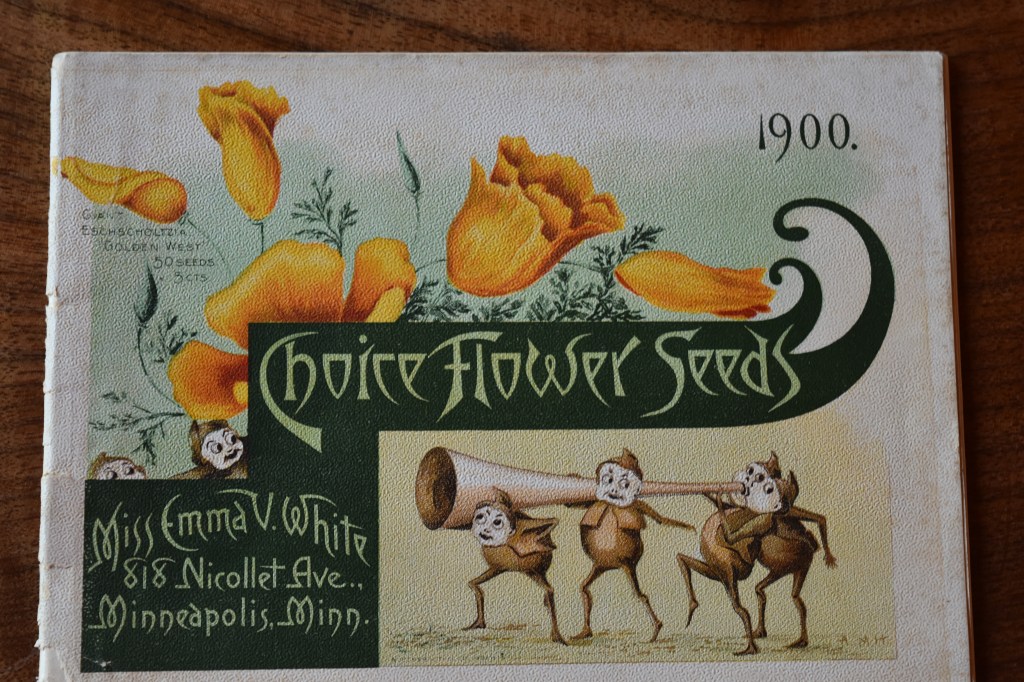 1900.
GIANT
ESCHSCHOLTZIA
GOLDEN WEST
50 SEEDS
3 CTS
Choice Flower Seeds
Miss Emma V. White
818 Nicollet Ave.,
Minneapolis, Minn.